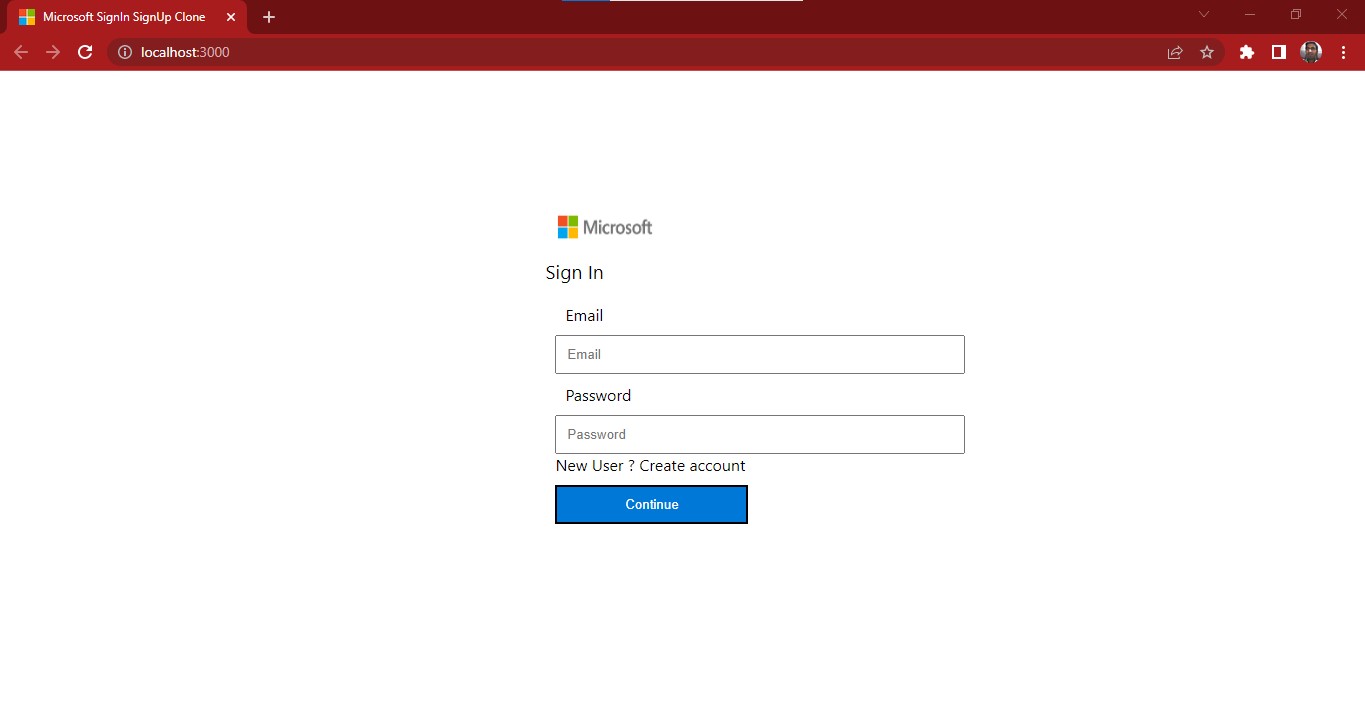 Microsoft SignIn SignUp Clone
localhost:3000
Microsoft
Sign In
Email
Email
Password
Password
New User ? Create account
Continue